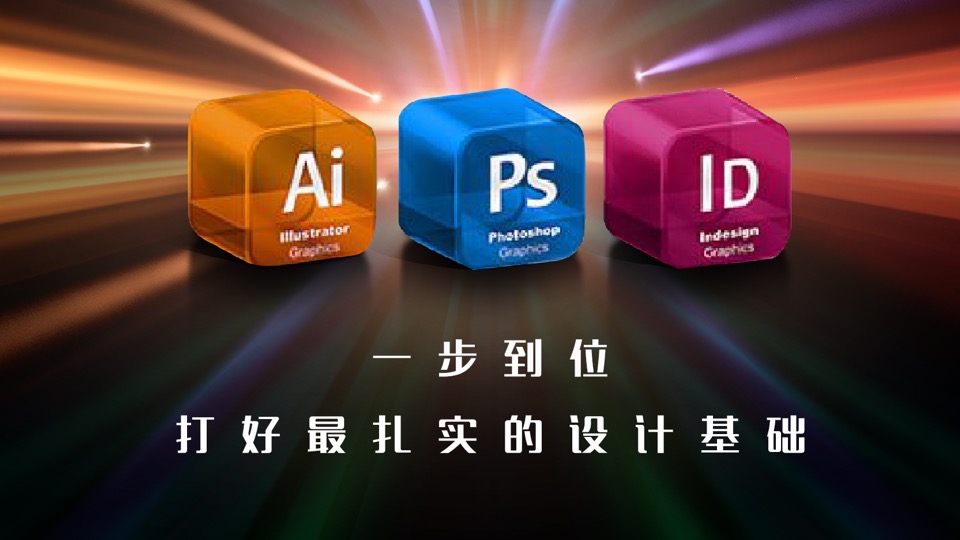 Ai
Illustrator
Graphics
Ps
Photoshop
Graphics
ID
Indesign
Graphics
一步到位
打好最扎实的设计基础